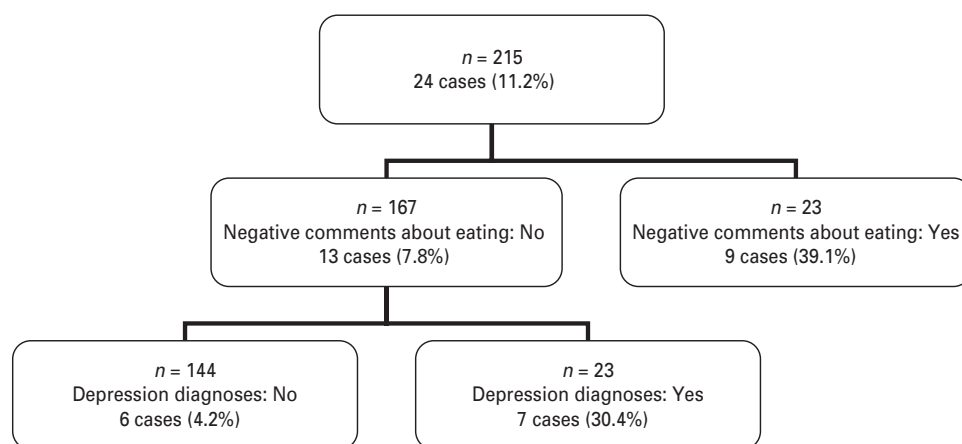 n = 215
24 cases (11.2%)
n = 167
Negative comments about eating: No
13 cases (7.8%)
n = 23
Negative comments about eating: Yes
9 cases (39.1%)
n = 144
Depression diagnoses: No
6 cases (4.2%)
n = 23
Depression diagnoses: Yes
7 cases (30.4%)